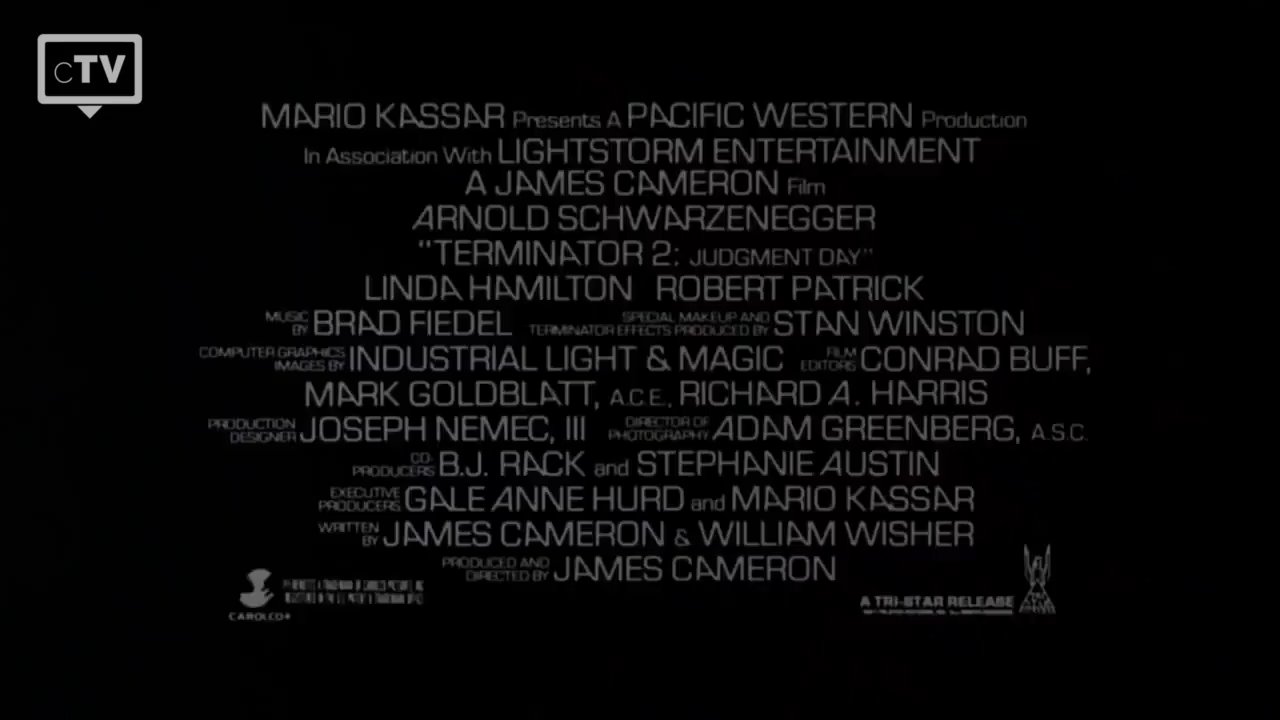 cTV
MARIO KASSAR Presents A PACIFIC WESTERN Production
In Association With LIGHTSTORM ENTERTAINMENT
A JAMES CAMERON Film
ARNOLD SCHWARZENEGGER
"TERMINATOR 2: JUDGMENT DAY"
LINDA HAMILTON ROBERT PATRICK
MUSIC BY BRAD FIEDEL SPECIAL MAKEUP AND TERMINATOR EFFECTS PRODUCED BY STAN WINSTON
COMPUTER GRAPHICS IMAGES BY INDUSTRIAL LIGHT & MAGIC FILM EDITORS CONRAD BUFF,
MARK GOLDBLATT, A.C.E., RICHARD A. HARRIS
PRODUCTION DESIGNER JOSEPH NEMEC, III DIRECTOR OF PHOTOGRAPHY ADAM GREENBERG, A.S.C.
CO-PRODUCERS B.J. RACK and STEPHANIE AUSTIN
EXECUTIVE PRODUCERS GALE ANNE HURD and MARIO KASSAR
WRITTEN BY JAMES CAMERON & WILLIAM WISHER
PRODUCED AND DIRECTED BY JAMES CAMERON
CAROLCO
A TRI-STAR RELEASE